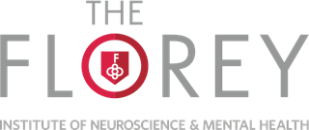 THE
FLOREY
F
INSTITUTE OF NEUROSCIENCE & MENTAL HEALTH